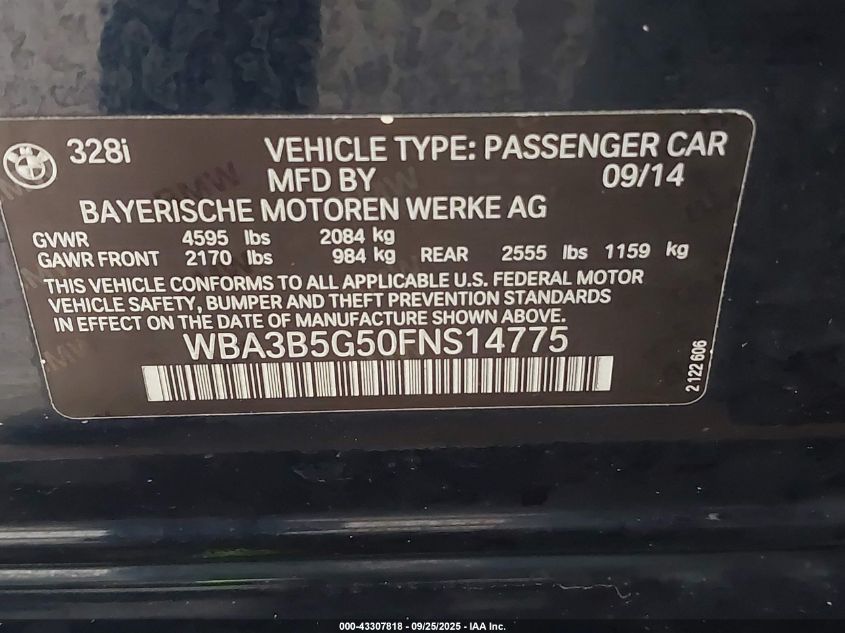 BMW 328i VEHICLE TYPE: PASSENGER CAR
MFD BY 09/14
BAYERISCHE MOTOREN WERKE AG
GVWR 4595 lbs 2084 kg
GAWR FRONT 2170 lbs 984 kg REAR 2555 lbs 1159 kg
THIS VEHICLE CONFORMS TO ALL APPLICABLE U.S. FEDERAL MOTOR
VEHICLE SAFETY, BUMPER AND THEFT PREVENTION STANDARDS
IN EFFECT ON THE DATE OF MANUFACTURE SHOWN ABOVE.
WBA3B5G50FNS14775
2 122 606
000-43307818 - 09/25/2025 - IAA Inc.